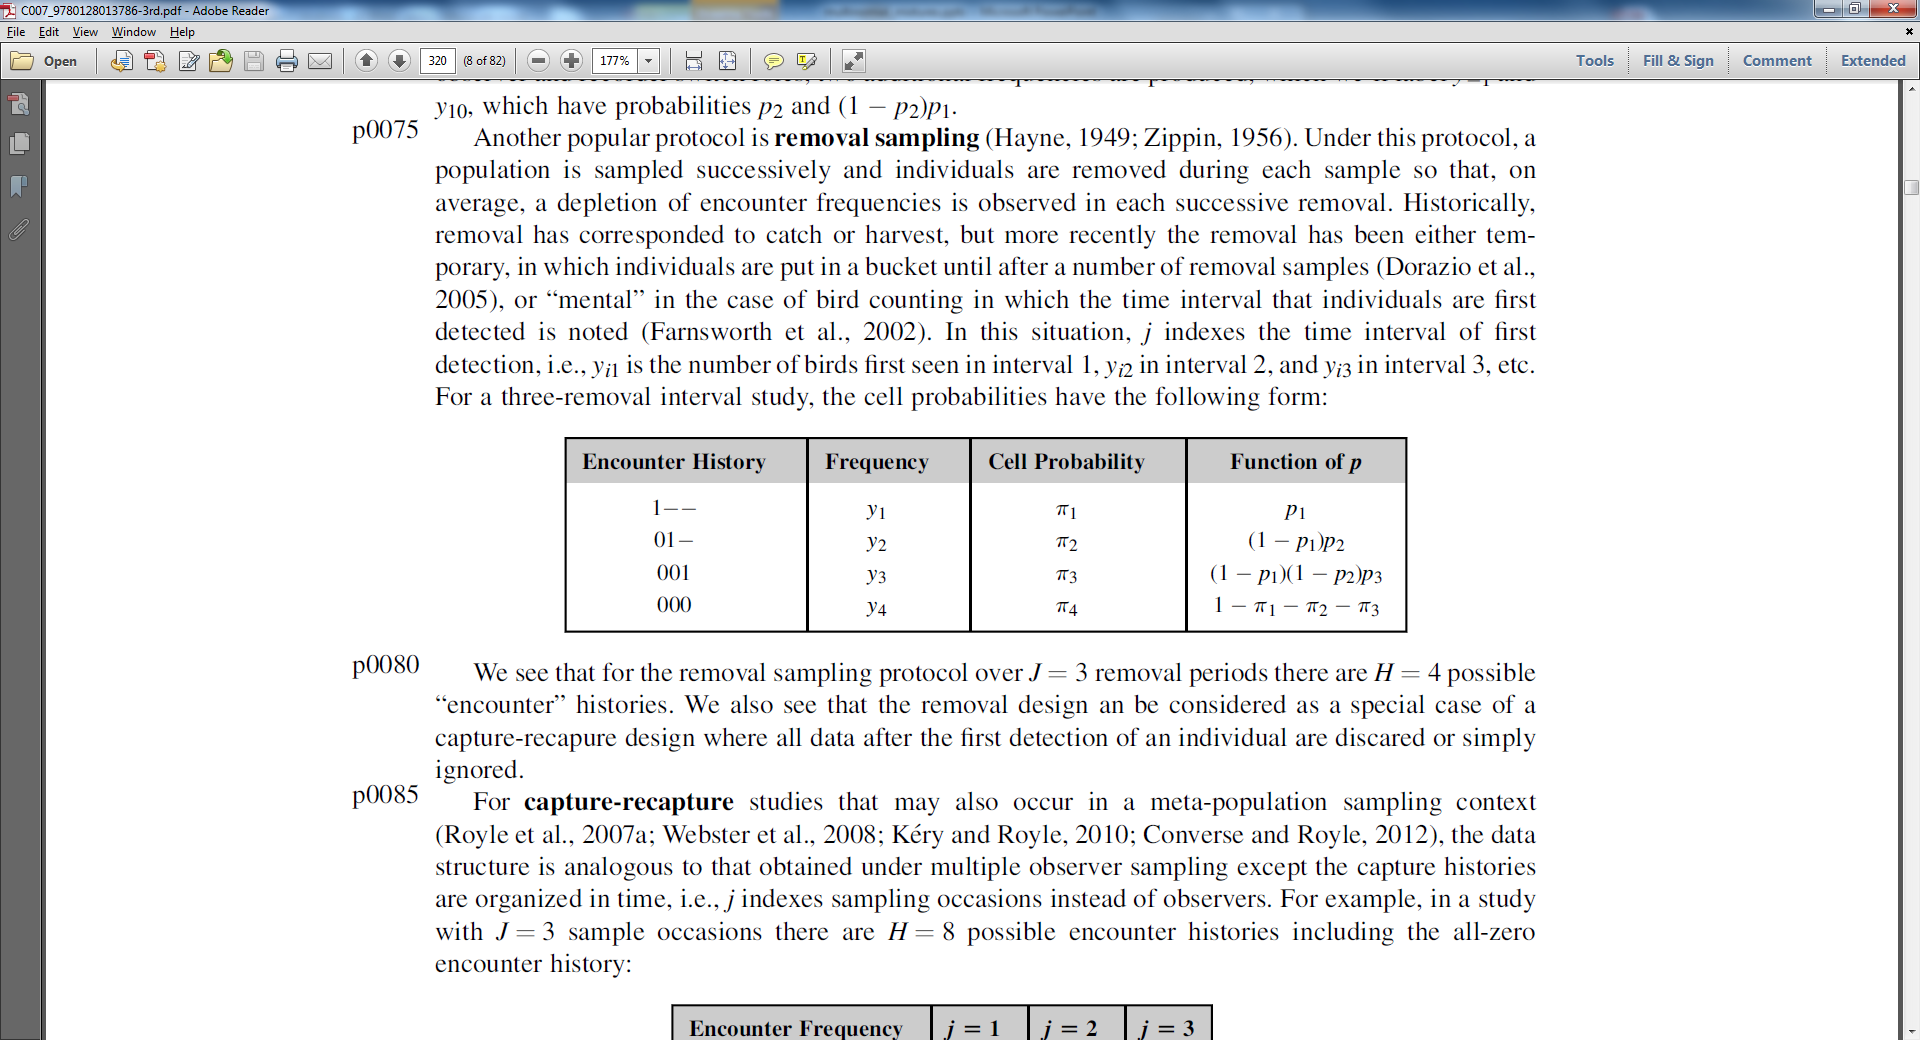 C007_9780128013786-3rd.pdf - Adobe Reader
File Edit View Window Help
Open 320 (8 of 82) 177% Tools Fill & Sign Comment Extended
y10, which have probabilities p2 and (1 − p2)p1.
p0075
Another popular protocol is removal sampling (Hayne, 1949; Zippin, 1956). Under this protocol, a
population is sampled successively and individuals are removed during each sample so that, on
average, a depletion of encounter frequencies is observed in each successive removal. Historically,
removal has corresponded to catch or harvest, but more recently the removal has been either tem-
porary, in which individuals are put in a bucket until after a number of removal samples (Dorazio et al.,
2005), or “mental” in the case of bird counting in which the time interval that individuals are first
detected is noted (Farnsworth et al., 2002). In this situation, j indexes the time interval of first
detection, i.e., yi1 is the number of birds first seen in interval 1, yi2 in interval 2, and yi3 in interval 3, etc.
For a three-removal interval study, the cell probabilities have the following form:
Encounter History Frequency Cell Probability Function of p
1−− y1 π1 p1
01− y2 π2 (1 − p1)p2
001 y3 π3 (1 − p1)(1 − p2)p3
000 y4 π4 1 − π1 − π2 − π3
p0080
We see that for the removal sampling protocol over J = 3 removal periods there are H = 4 possible
“encounter” histories. We also see that the removal design an be considered as a special case of a
capture-recapure design where all data after the first detection of an individual are discared or simply
ignored.
p0085
For capture-recapture studies that may also occur in a meta-population sampling context
(Royle et al., 2007a; Webster et al., 2008; Kéry and Royle, 2010; Converse and Royle, 2012), the data
structure is analogous to that obtained under multiple observer sampling except the capture histories
are organized in time, i.e., j indexes sampling occasions instead of observers. For example, in a study
with J = 3 sample occasions there are H = 8 possible encounter histories including the all-zero
encounter history:
Encounter Frequency j = 1 j = 2 j = 3